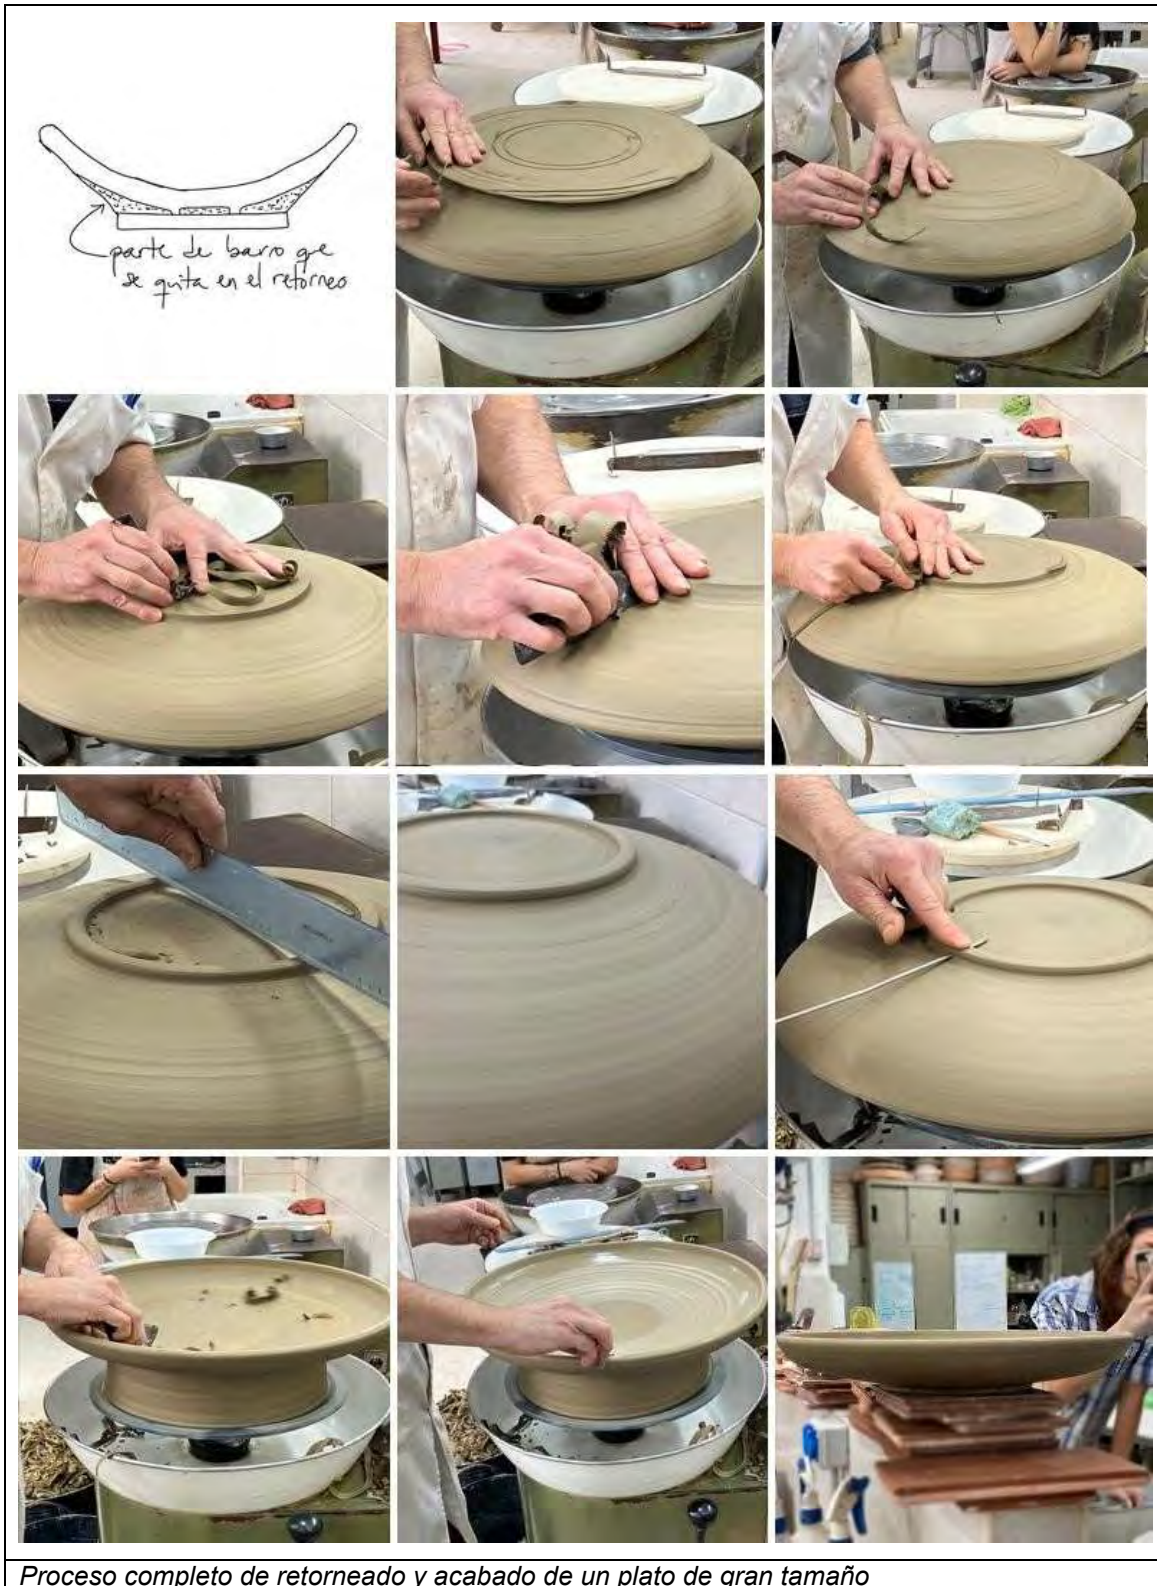 parte de barro que
se quita en el retorneo
Proceso completo de retorneado y acabado de un plato de gran tamaño